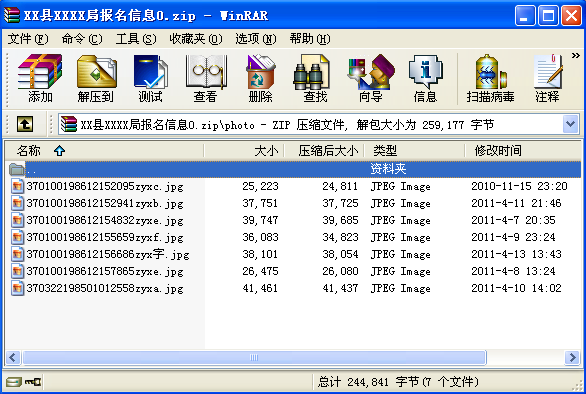 XX县XXXX局报名信息0.zip - WinRAR
文件(F) 命令(C) 工具(S) 收藏夹(O) 选项(N) 帮助(H)
添加 解压到 测试 查看 删除 查找 向导 信息 扫描病毒 注释 »
XX县XXXX局报名信息0.zip\photo - ZIP 压缩文件, 解包大小为 259,177 字节
名称 大小 压缩后大小 类型 修改时间
.. 资料夹
370100198612152095zyxc.jpg 25,223 24,811 JPEG Image 2010-11-15 23:20
370100198612152941zyxb.jpg 37,751 37,725 JPEG Image 2011-4-11 21:46
370100198612154832zyxe.jpg 39,747 39,685 JPEG Image 2011-4-7 20:35
370100198612155659zyxf.jpg 36,083 34,823 JPEG Image 2011-4-9 23:24
370100198612156686zyx字.jpg 38,101 38,054 JPEG Image 2011-4-13 13:43
370100198612157865zyxe.jpg 26,475 26,080 JPEG Image 2011-4-8 13:24
370322198501012558zyxa.jpg 41,461 41,437 JPEG Image 2011-4-10 14:02
总计 244,841 字节(7 个文件)